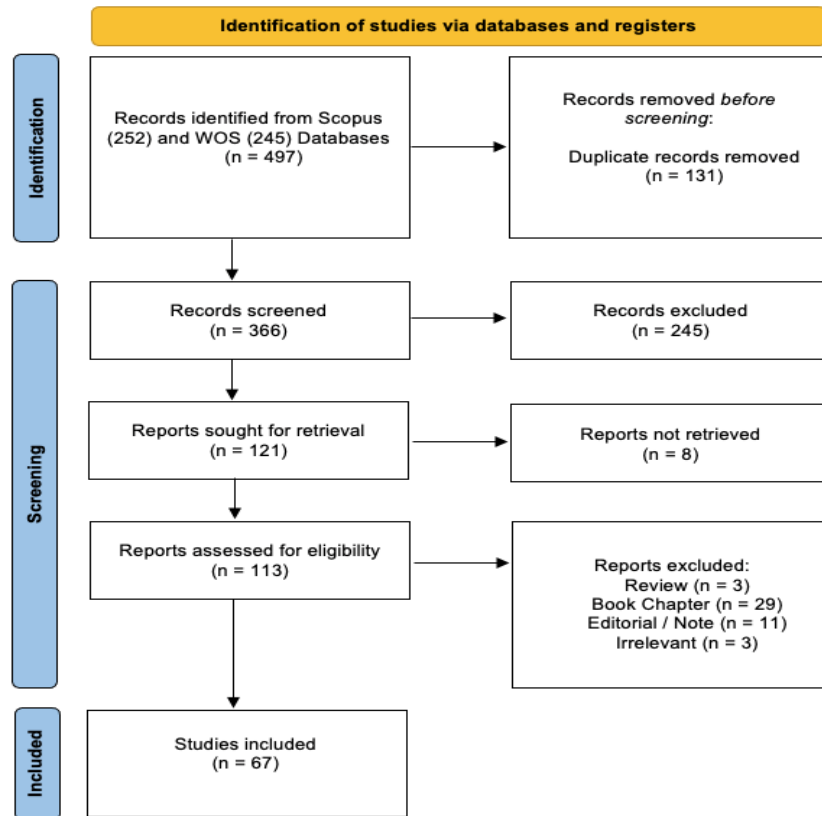 Identification of studies via databases and registers
Identification
Records identified from Scopus
(252) and WOS (245) Databases
(n = 497)
Records removed before
screening:
Duplicate records removed
(n = 131)
Screening
Records screened
(n = 366)
Records excluded
(n = 245)
Reports sought for retrieval
(n = 121)
Reports not retrieved
(n = 8)
Reports assessed for eligibility
(n = 113)
Reports excluded:
Review (n = 3)
Book Chapter (n = 29)
Editorial / Note (n = 11)
Irrelevant (n = 3)
Included
Studies included
(n = 67)